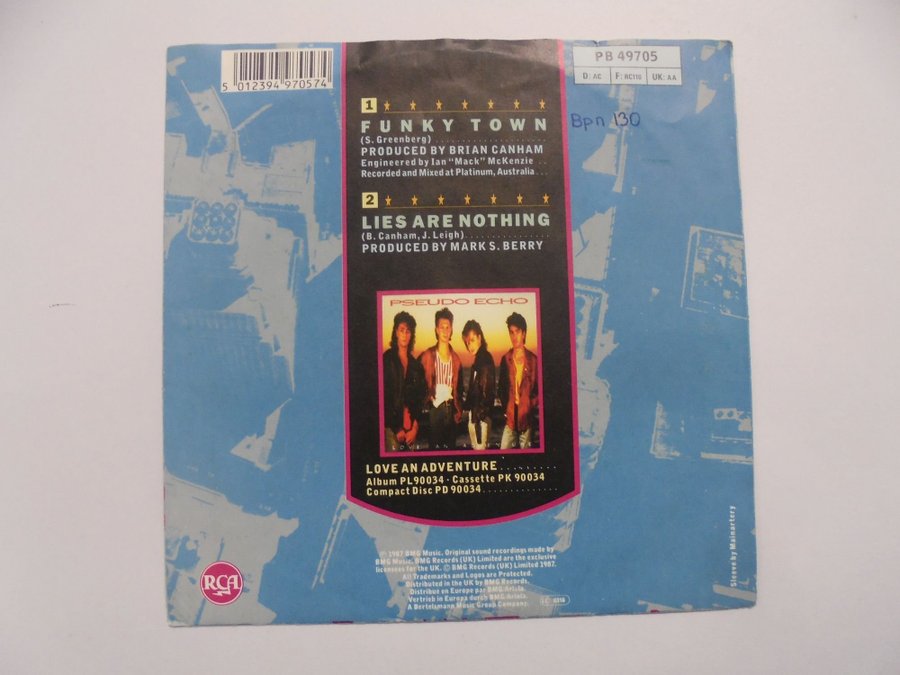 5 012394 970574
PB 49705
D: AC F: RC110 UK: AA
Bpn 130
1
FUNKY TOWN
(S. Greenberg)
PRODUCED BY BRIAN CANHAM
Engineered by Ian "Mack" McKenzie
Recorded and Mixed at Platinum, Australia
2
LIES ARE NOTHING
(B. Canham, J. Leigh)
PRODUCED BY MARK S. BERRY
PSEUDO ECHO
LOVE AN ADVENTURE
LOVE AN ADVENTURE
Album PL90034 · Cassette PK 90034
Compact Disc PD 90034
℗ 1987 BMG Music. Original sound recordings made by
BMG Music. BMG Records (UK) Limited are the exclusive
licensees for the UK. © BMG Records (UK) Limited 1987.
All Trademarks and Logos are Protected.
Distributed in the UK by BMG Records.
Distribue en Europe par BMG/Ariola.
Vertrieb in Europa durch BMG Ariola.
A Bertelsmann Music Group Company.
RCA
Sleeve by Mainartery